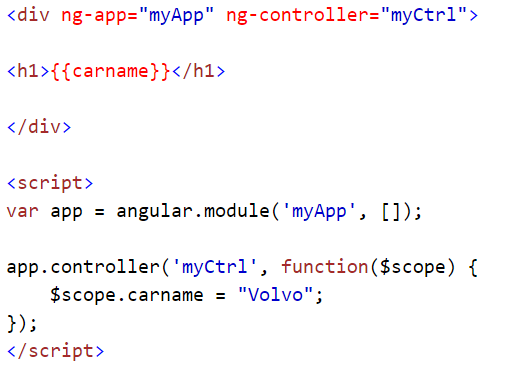 <div ng-app="myApp" ng-controller="myCtrl">
<h1>{{carname}}</h1>
</div>
<script>
var app = angular.module('myApp', []);
app.controller('myCtrl', function($scope) {
    $scope.carname = "Volvo";
});
</script>